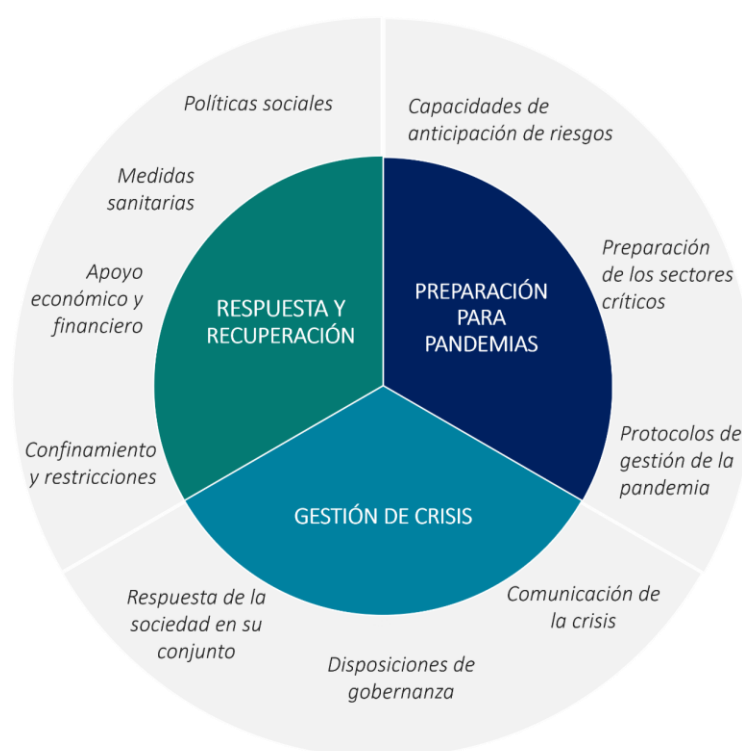 Políticas sociales
Capacidades de
anticipación de riesgos
Medidas
sanitarias
Preparación
de los sectores
críticos
Apoyo
económico y
financiero
RESPUESTA Y
RECUPERACIÓN
PREPARACIÓN
PARA
PANDEMIAS
Confinamiento
y restricciones
Protocolos de
gestión de la
pandemia
GESTIÓN DE CRISIS
Respuesta de la
sociedad en su
conjunto
Disposiciones de
gobernanza
Comunicación de
la crisis